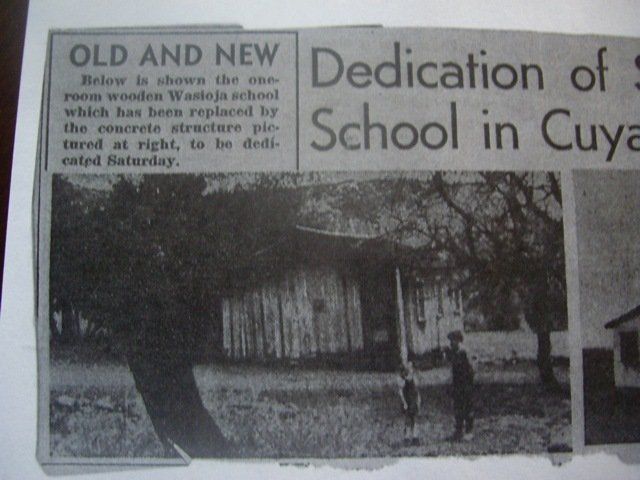 OLD AND NEW
Below is shown the one-
room wooden Wasioja school
which has been replaced by
the concrete structure pic-
tured at right, to be dedi-
cated Saturday.
Dedication of
School in Cuya